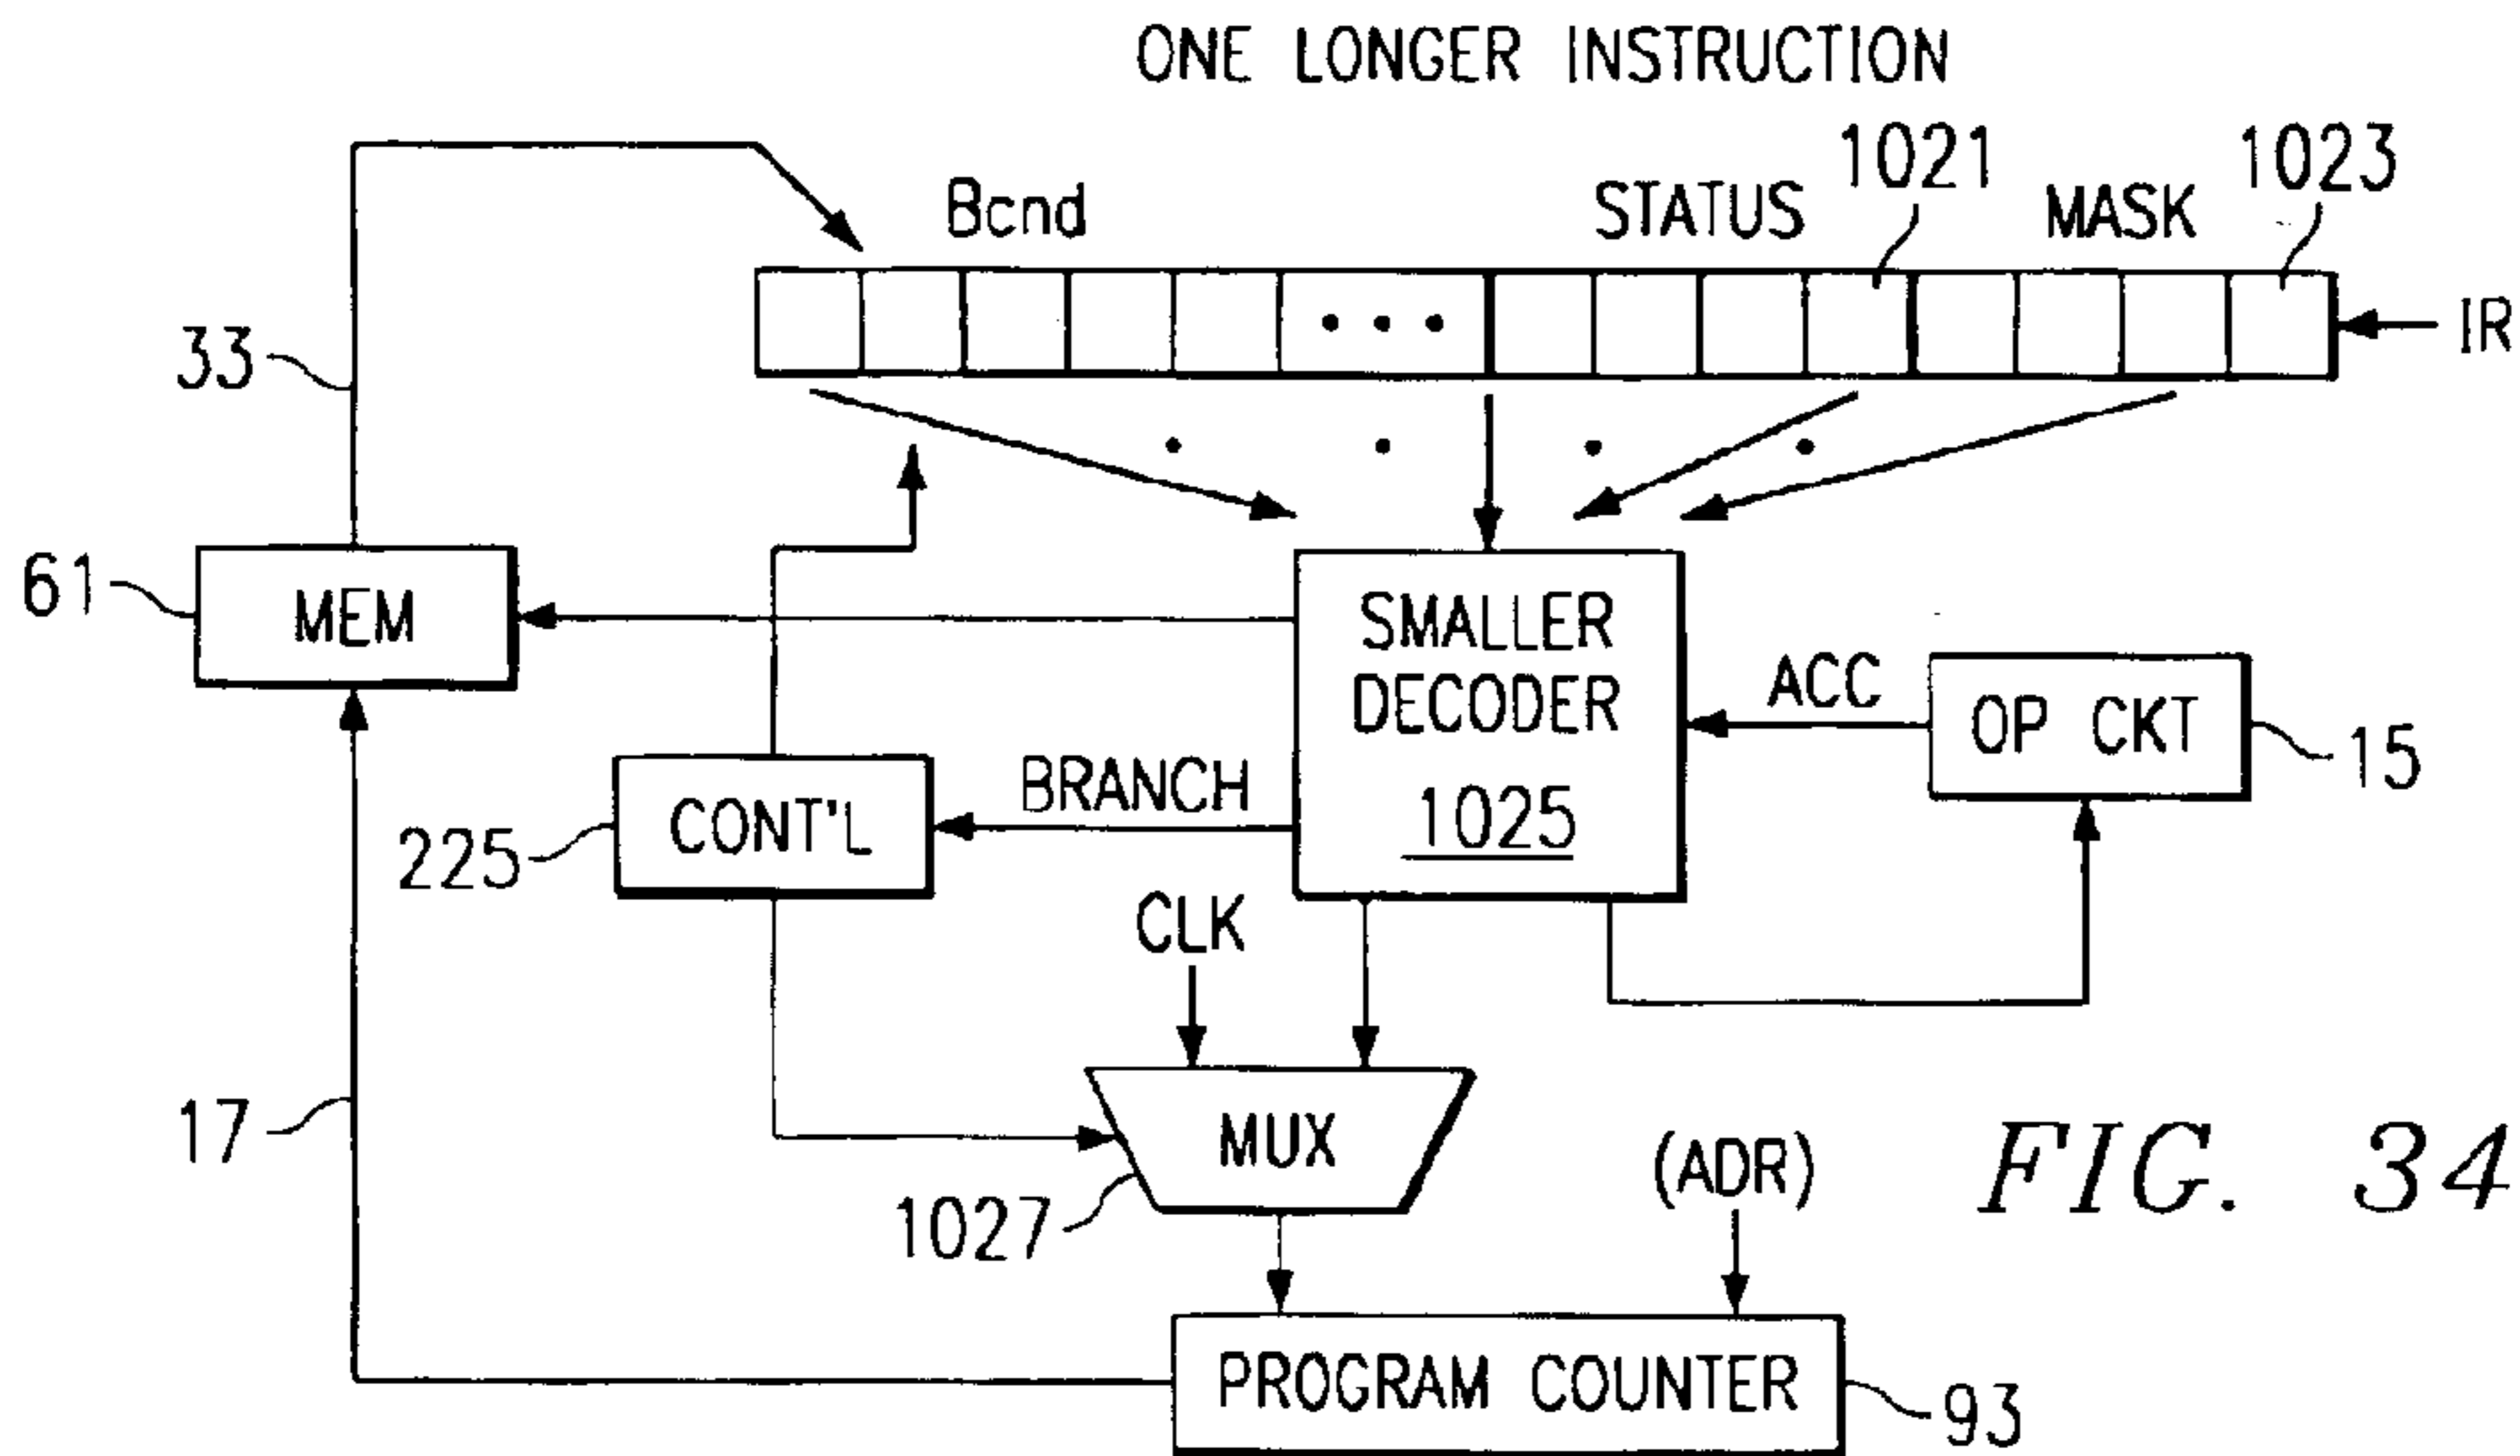 ONE LONGER INSTRUCTION
Bcnd STATUS 1021 MASK 1023
33
IR
61 MEM
SMALLER
DECODER
1025
ACC
OP CKT
15
BRANCH
CONT'L
225
CLK
17
MUX
1027
(ADR)
FIG. 34
PROGRAM COUNTER
93